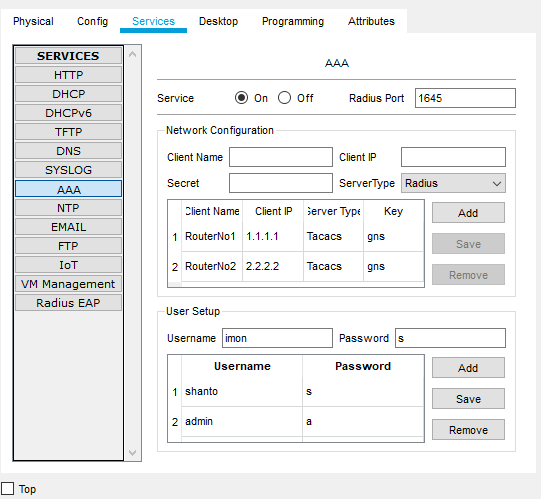 Physical Config Services Desktop Programming Attributes
SERVICES
HTTP
DHCP
DHCPv6
TFTP
DNS
SYSLOG
AAA
NTP
EMAIL
FTP
IoT
VM Management
Radius EAP
AAA
Service On Off Radius Port 1645
Network Configuration
Client Name Client IP
Secret ServerType Radius
Client Name Client IP Server Type Key
1 RouterNo1 1.1.1.1 Tacacs gns
2 RouterNo2 2.2.2.2 Tacacs gns
Add
Save
Remove
User Setup
Username imon Password s
Username Password
1 shanto s
2 admin a
Add
Save
Remove
Top